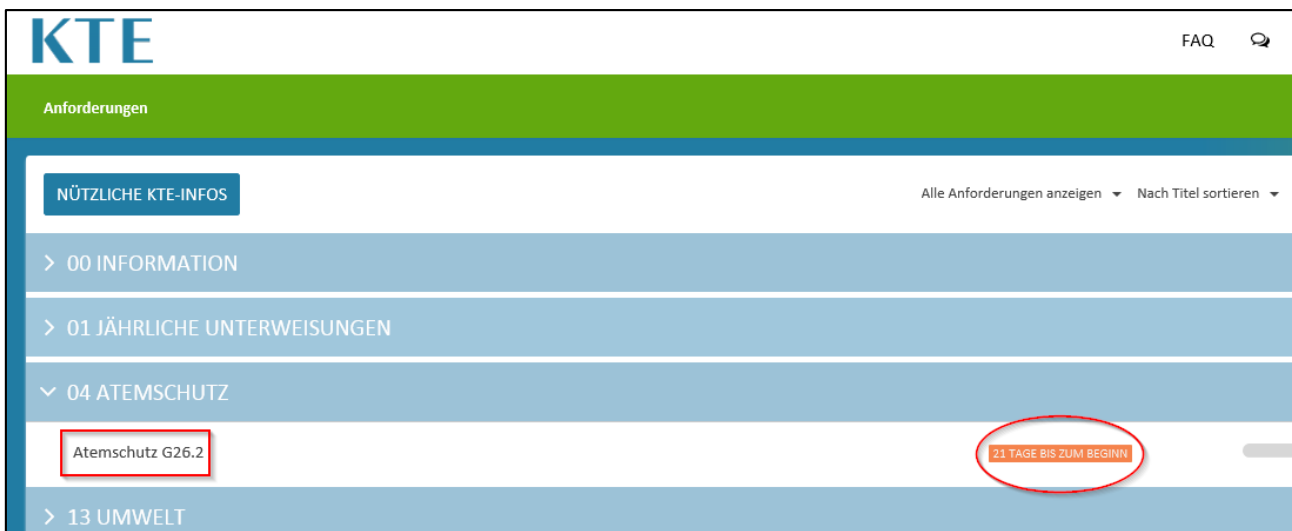 KTE
FAQ
Anforderungen
NÜTZLICHE KTE-INFOS
Alle Anforderungen anzeigen Nach Titel sortieren
00 INFORMATION
01 JÄHRLICHE UNTERWEISUNGEN
04 ATEMSCHUTZ
Atemschutz G26.2 21 TAGE BIS ZUM BEGINN
13 UMWELT